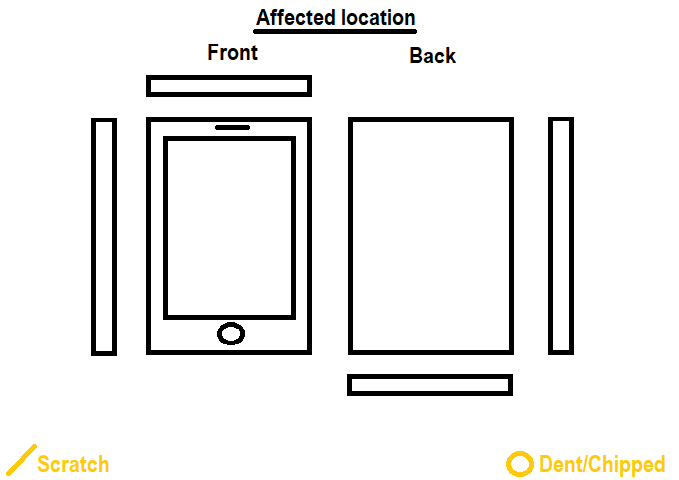 Affected location
Front
Back
Scratch
Dent/Chipped